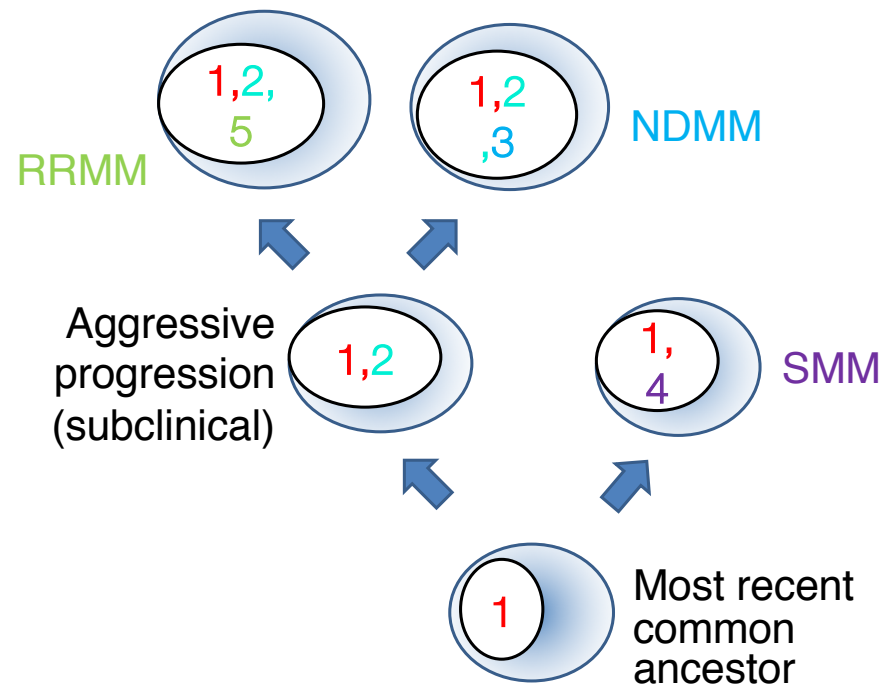 1,2,
5
RRMM
1,2
,3
NDMM
Aggressive
progression
(subclinical)
1,2
1,
4
SMM
1
Most recent
common
ancestor